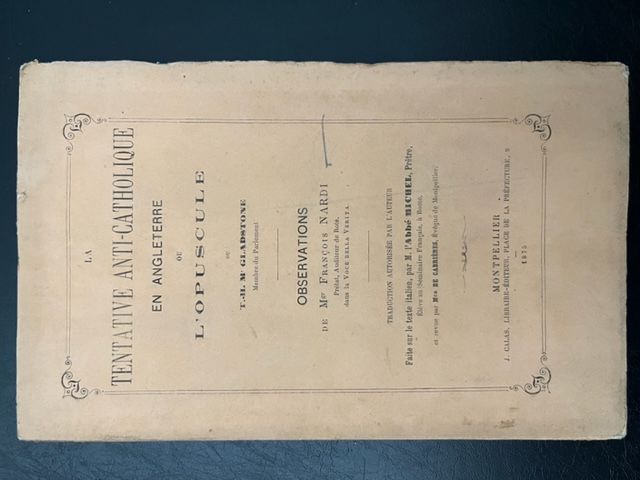 LA
TENTATIVE ANTI-CATHOLIQUE
EN ANGLETERRE
OU
L'OPUSCULE
DU
T.-H. Mr GLADSTONE
Membre du Parlement
OBSERVATIONS
DE Mgr FRANÇOIS NARDI
Prélat, Auditeur de Rote,
dans la VOCE DELLA VERITA.
TRADUCTION AUTORISÉE PAR L'AUTEUR
Faite sur le texte italien, par M. l'Abbé MICHEL, Prêtre,
Élève au Séminaire Français, à Rome,
et revue par Mgr DE CABRIÈRES, Évêque de Montpellier.
MONTPELLIER
J. CALAS, LIBRAIRE-ÉDITEUR, PLACE DE LA PRÉFECTURE, 2
1875